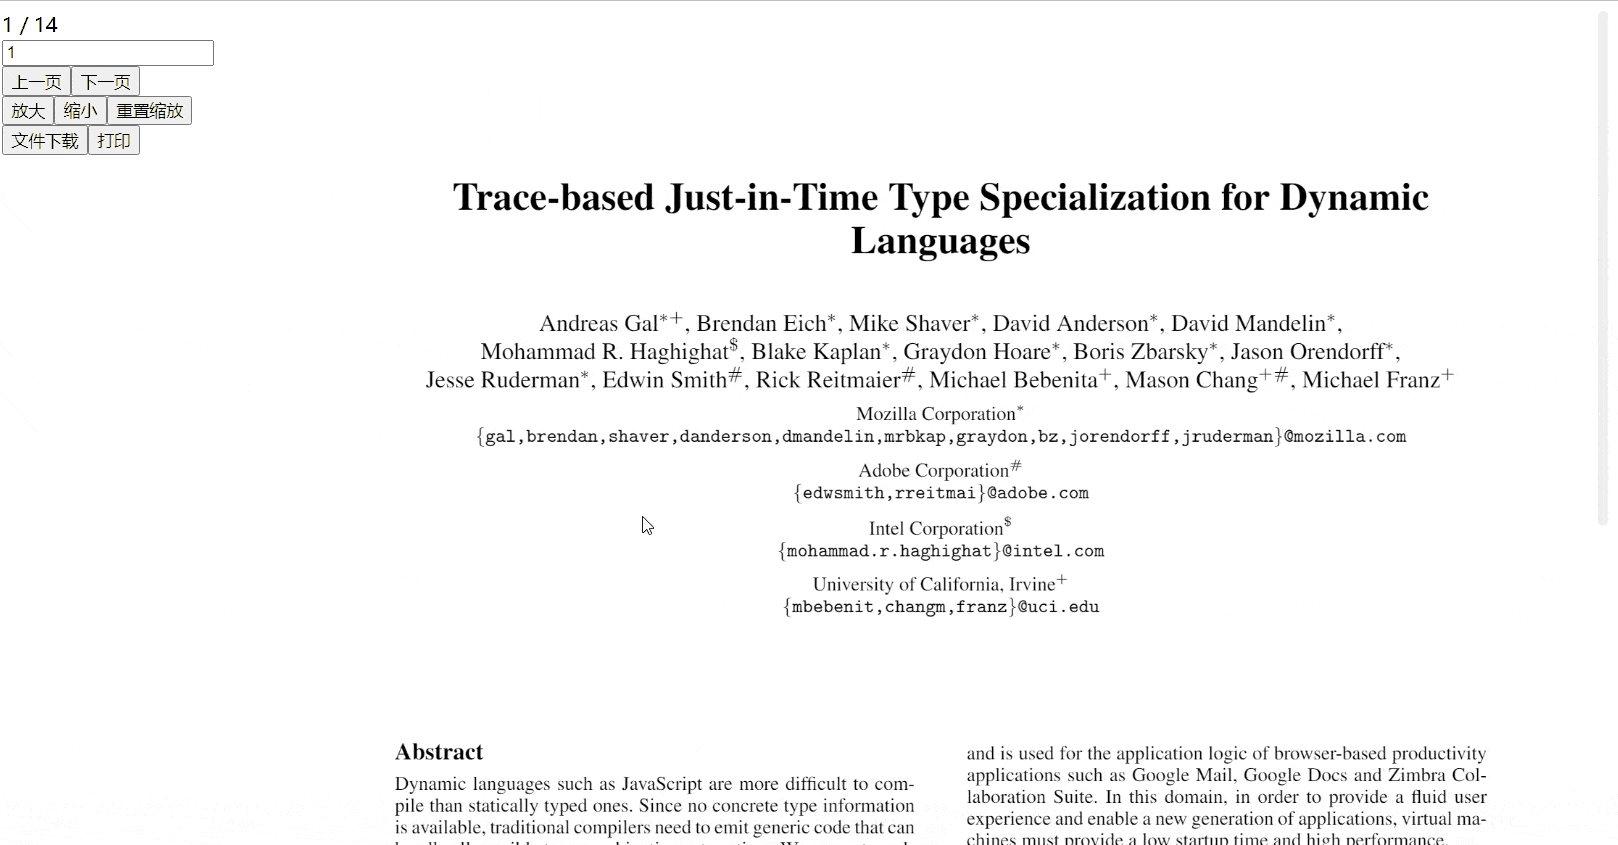 1 / 14
1
上一页 下一页
放大 缩小 重置缩放
文件下载 打印
Trace-based Just-in-Time Type Specialization for Dynamic
Languages
Andreas Gal*+, Brendan Eich*, Mike Shaver*, David Anderson*, David Mandelin*,
Mohammad R. Haghighat$, Blake Kaplan*, Graydon Hoare*, Boris Zbarsky*, Jason Orendorff*,
Jesse Ruderman*, Edwin Smith#, Rick Reitmaier#, Michael Bebenita+, Mason Chang+#, Michael Franz+
Mozilla Corporation*
{gal,brendan,shaver,danderson,dmandelin,mrbkap,graydon,bz,jorendorff,jruderman}@mozilla.com
Adobe Corporation#
{edwsmith,rreitmai}@adobe.com
Intel Corporation$
{mohammad.r.haghighat}@intel.com
University of California, Irvine+
{mbebenit,changm,franz}@uci.edu
Abstract
Dynamic languages such as JavaScript are more difficult to com-
pile than statically typed ones. Since no concrete type information
is available, traditional compilers need to emit generic code that can
and is used for the application logic of browser-based productivity
applications such as Google Mail, Google Docs and Zimbra Col-
laboration Suite. In this domain, in order to provide a fluid user
experience and enable a new generation of applications, virtual ma-
chines must provide a low startup time and high performance.